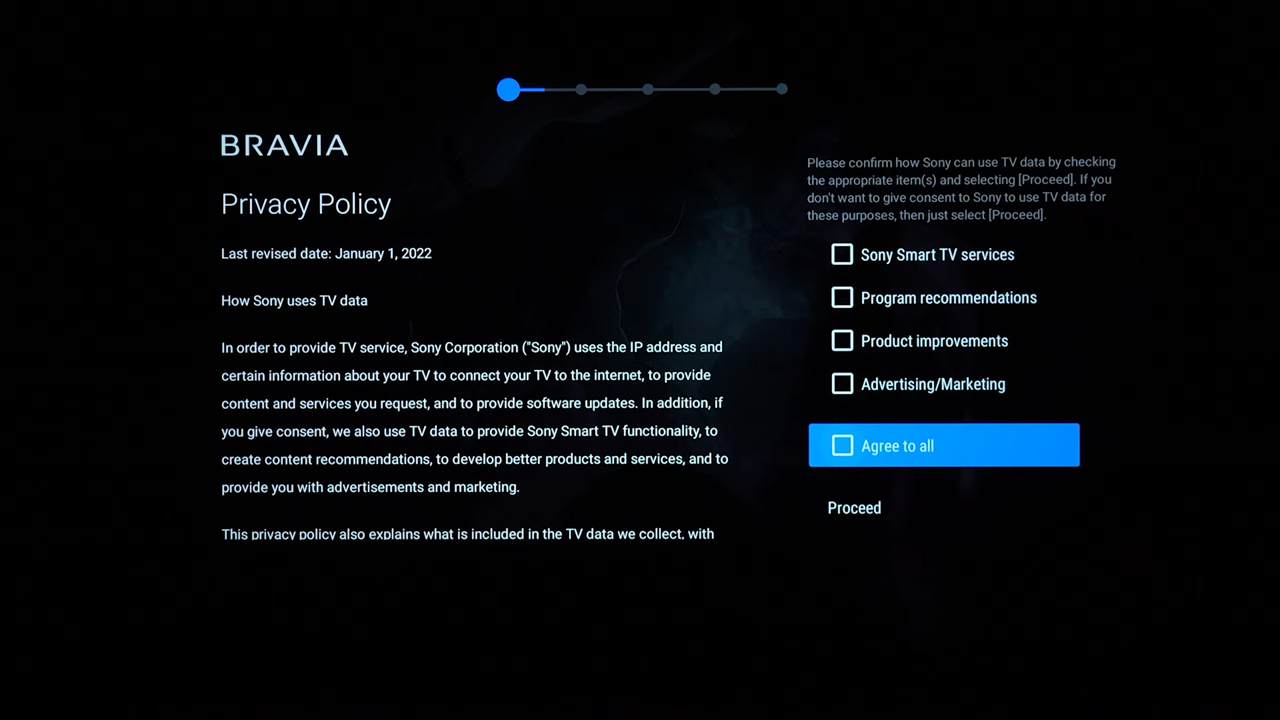 BRAVIA
Privacy Policy
Last revised date: January 1, 2022
How Sony uses TV data
In order to provide TV service, Sony Corporation ("Sony") uses the IP address and
certain information about your TV to connect your TV to the internet, to provide
content and services you request, and to provide software updates. In addition, if
you give consent, we also use TV data to provide Sony Smart TV functionality, to
create content recommendations, to develop better products and services, and to
provide you with advertisements and marketing.
This privacy policy also explains what is included in the TV data we collect, with
Please confirm how Sony can use TV data by checking
the appropriate item(s) and selecting [Proceed]. If you
don't want to give consent to Sony to use TV data for
these purposes, then just select [Proceed].
Sony Smart TV services
Program recommendations
Product improvements
Advertising/Marketing
Agree to all
Proceed